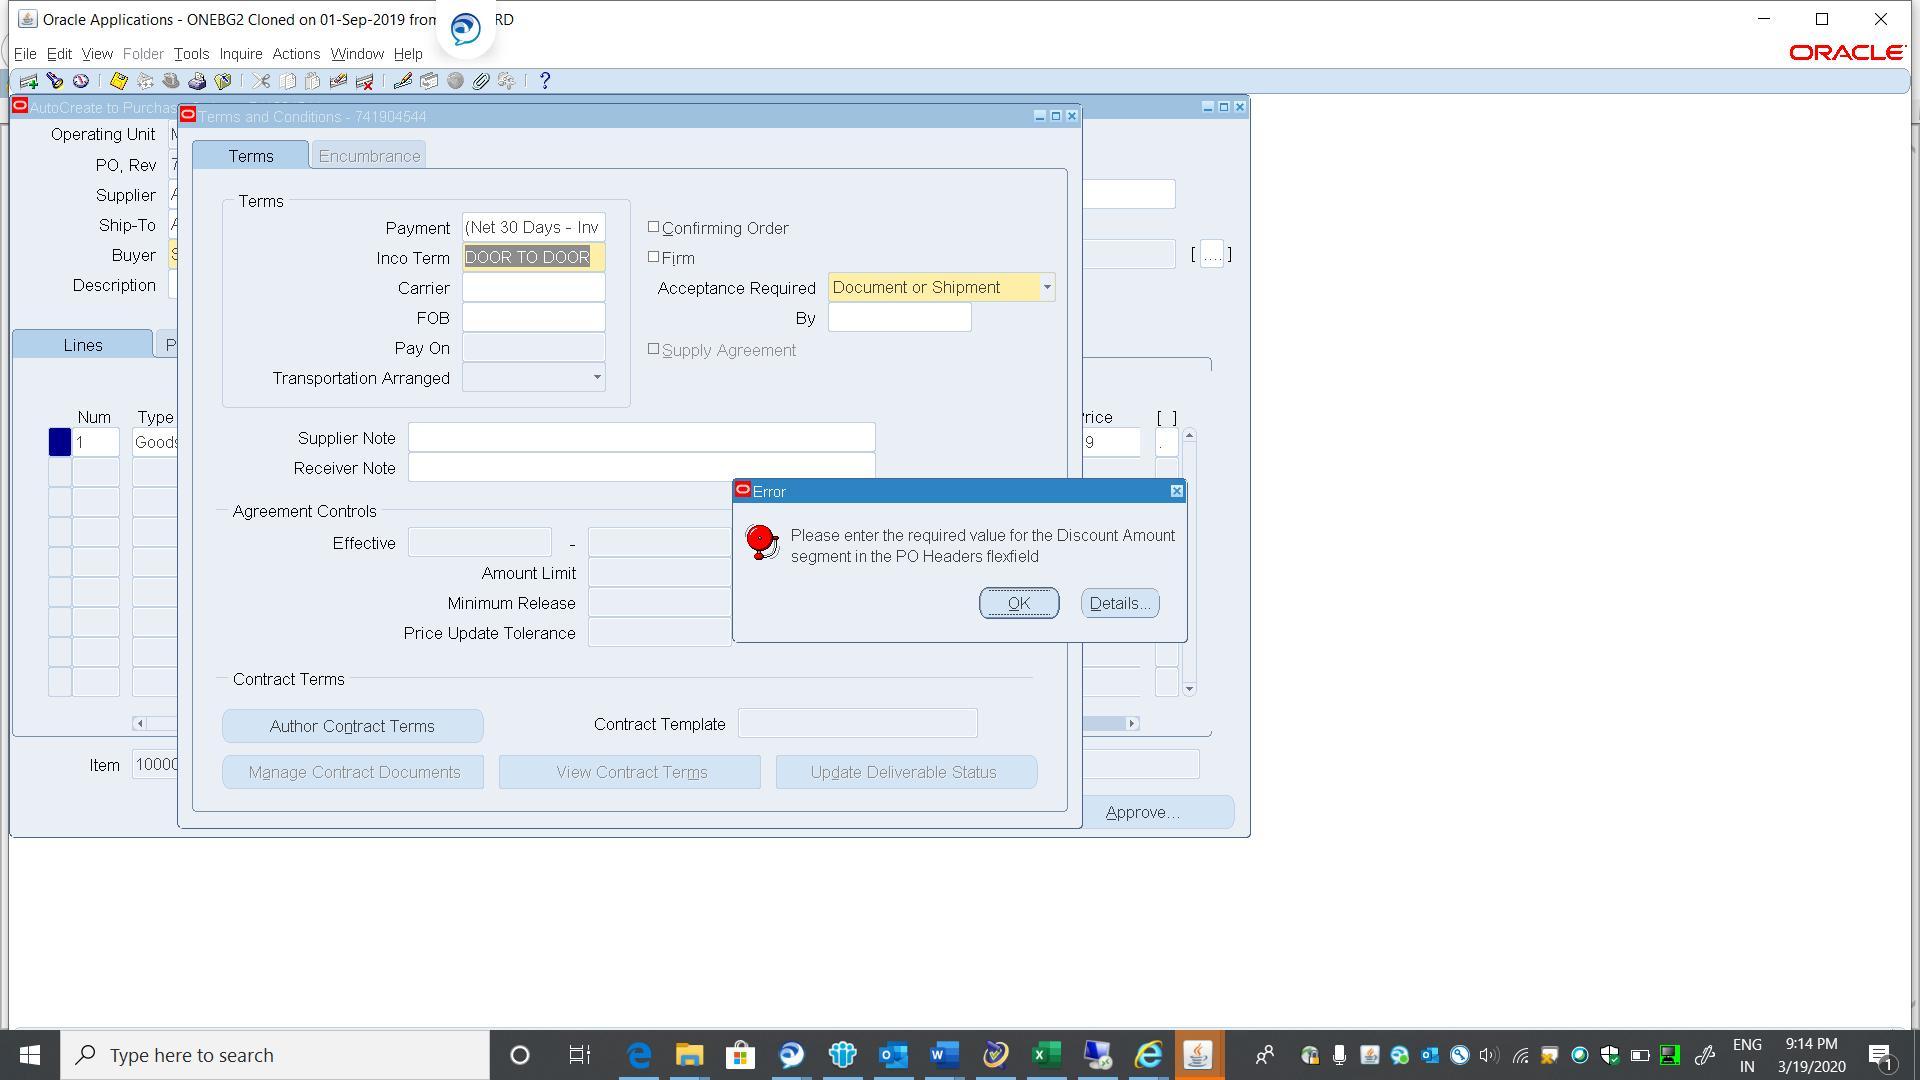 Oracle Applications - ONEBG2 Cloned on 01-Sep-2019 from RD
File Edit View Folder Tools Inquire Actions Window Help
ORACLE
AutoCreate to Purchas
Terms and Conditions - 741904544
Operating Unit
PO, Rev 7
Supplier A
Ship-To A
Buyer S
Description
Terms Encumbrance
Terms
Payment (Net 30 Days - Inv
Inco Term DOOR TO DOOR
Carrier
FOB
Pay On
Transportation Arranged
Confirming Order
Firm
Acceptance Required Document or Shipment
By
Supply Agreement
[ .... ]
Lines P
Num Type rice [ ]
1 Goods 9 .
Supplier Note
Receiver Note
Agreement Controls
Effective -
Amount Limit
Minimum Release
Price Update Tolerance
Error
Please enter the required value for the Discount Amount
segment in the PO Headers flexfield
OK Details...
Contract Terms
Author Contract Terms Contract Template
Manage Contract Documents View Contract Terms Update Deliverable Status
Item 10000
Approve...
Type here to search
ENG
IN
9:14 PM
3/19/2020
1